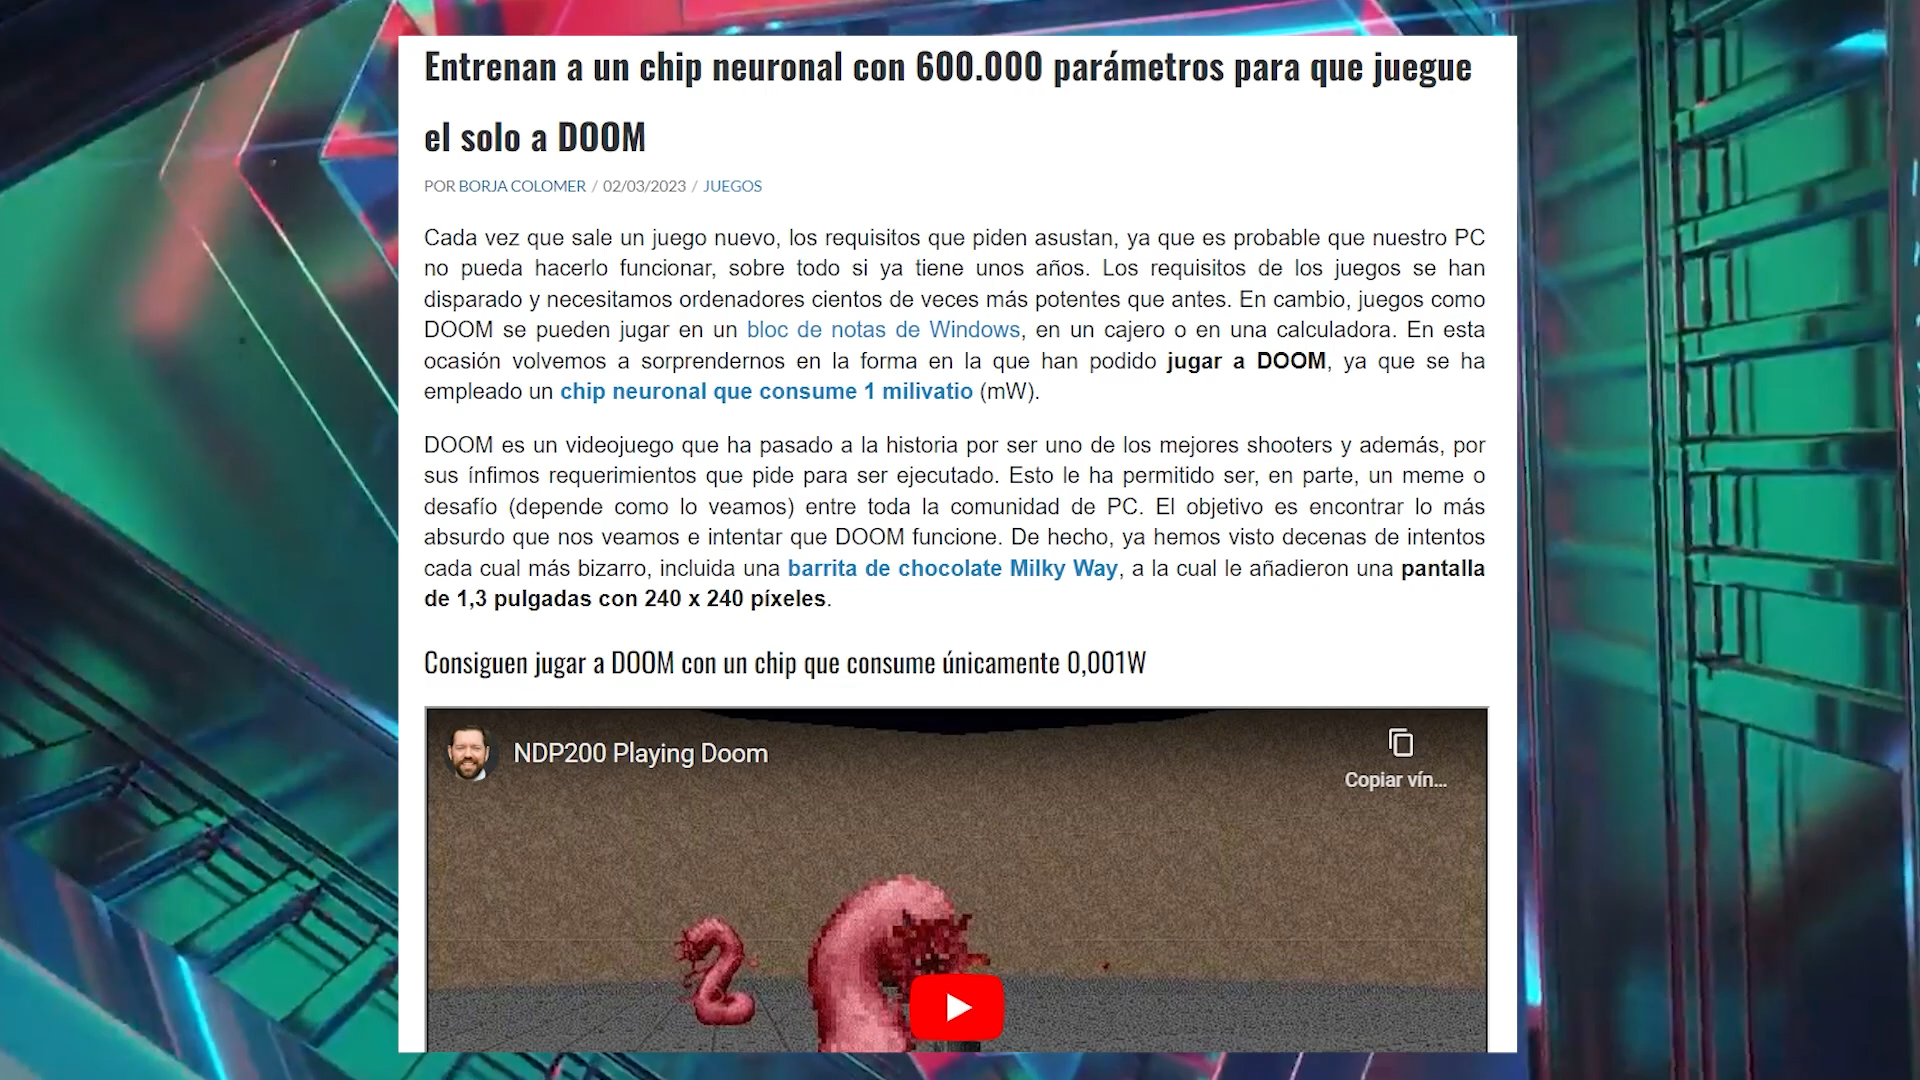 Entrenan a un chip neuronal con 600.000 parámetros para que juegue
el solo a DOOM
POR BORJA COLOMER / 02/03/2023 / JUEGOS
Cada vez que sale un juego nuevo, los requisitos que piden asustan, ya que es probable que nuestro PC
no pueda hacerlo funcionar, sobre todo si ya tiene unos años. Los requisitos de los juegos se han
disparado y necesitamos ordenadores cientos de veces más potentes que antes. En cambio, juegos como
DOOM se pueden jugar en un bloc de notas de Windows, en un cajero o en una calculadora. En esta
ocasión volvemos a sorprendernos en la forma en la que han podido jugar a DOOM, ya que se ha
empleado un chip neuronal que consume 1 milivatio (mW).
DOOM es un videojuego que ha pasado a la historia por ser uno de los mejores shooters y además, por
sus ínfimos requerimientos que pide para ser ejecutado. Esto le ha permitido ser, en parte, un meme o
desafío (depende como lo veamos) entre toda la comunidad de PC. El objetivo es encontrar lo más
absurdo que nos veamos e intentar que DOOM funcione. De hecho, ya hemos visto decenas de intentos
cada cual más bizarro, incluida una barrita de chocolate Milky Way, a la cual le añadieron una pantalla
de 1,3 pulgadas con 240 x 240 píxeles.
Consiguen jugar a DOOM con un chip que consume únicamente 0,001W
NDP200 Playing Doom
Copiar vín...